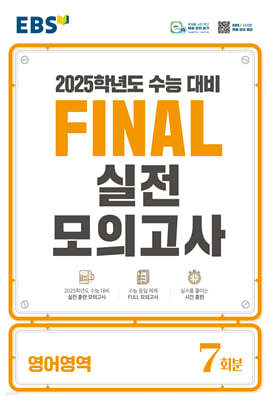 EBS
2025학년도 수능 대비
FINAL
실전
모의고사
2025학년도 수능 대비
실전 훈련 모의고사
수능 동일 체제
FULL 모의고사
실수를 줄이는
시간 훈련
영어영역
7회분